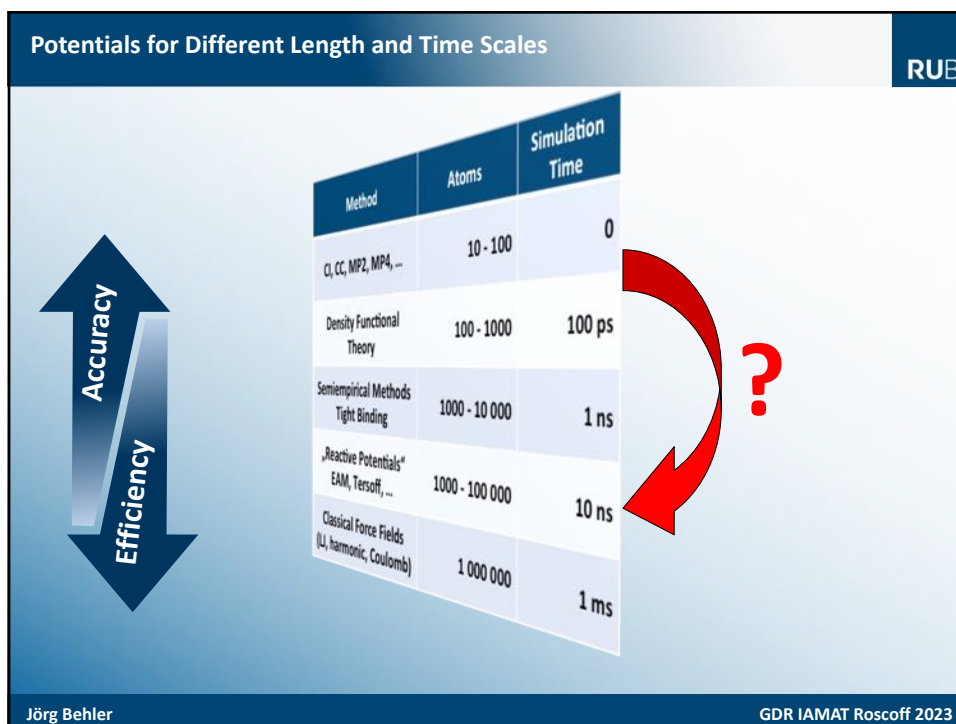 Potentials for Different Length and Time Scales
RUB
Method
Atoms
Simulation
Time
CI, CC, MP2, MP4, ...
10 - 100
0
Density Functional
Theory
100 - 1000
100 ps
Semiempirical Methods
Tight Binding
1000 - 10 000
1 ns
„Reactive Potentials“
EAM, Tersoff, ...
1000 - 100 000
10 ns
Classical Force Fields
(LJ, harmonic, Coulomb)
1 000 000
1 ms
Accuracy
Efficiency
?
Jörg Behler
GDR IAMAT Roscoff 2023